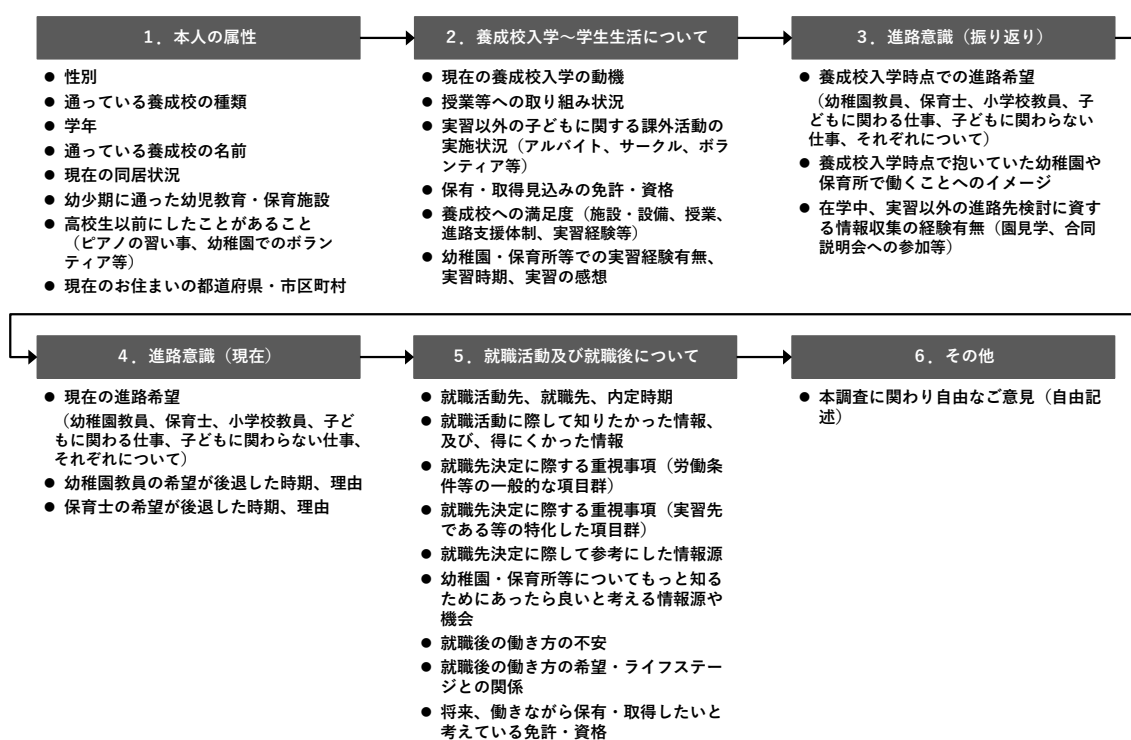 1．本人の属性
● 性別
● 通っている養成校の種類
● 学年
● 通っている養成校の名前
● 現在の同居状況
● 幼少期に通った幼児教育・保育施設
● 高校生以前にしたことがあること
（ピアノの習い事、幼稚園でのボラン
ティア等）
● 現在のお住まいの都道府県・市区町村
2．養成校入学～学生生活について
● 現在の養成校入学の動機
● 授業等への取り組み状況
● 実習以外の子どもに関する課外活動の
実施状況（アルバイト、サークル、ボラ
ンティア等）
● 保有・取得見込みの免許・資格
● 養成校への満足度（施設・設備、授業、
進路支援体制、実習経験等）
● 幼稚園・保育所等での実習経験有無、
実習時期、実習の感想
3．進路意識（振り返り）
● 養成校入学時点での進路希望
（幼稚園教員、保育士、小学校教員、子
どもに関わる仕事、子どもに関わらない
仕事、それぞれについて）
● 養成校入学時点で抱いていた幼稚園や
保育所で働くことへのイメージ
● 在学中、実習以外の進路先検討に資す
る情報収集の経験有無（園見学、合同
説明会への参加等）
4．進路意識（現在）
● 現在の進路希望
（幼稚園教員、保育士、小学校教員、子ど
もに関わる仕事、子どもに関わらない仕事、
それぞれについて）
● 幼稚園教員の希望が後退した時期、理由
● 保育士の希望が後退した時期、理由
5．就職活動及び就職後について
● 就職活動先、就職先、内定時期
● 就職活動に際して知りたかった情報、
及び、得にくかった情報
● 就職先決定に際する重視事項（労働条
件等の一般的な項目群）
● 就職先決定に際する重視事項（実習先
である等の特化した項目群）
● 就職先決定に際して参考にした情報源
● 幼稚園・保育所等についてもっと知る
ためにあったら良いと考える情報源や
機会
● 就職後の働き方の不安
● 就職後の働き方の希望・ライフステー
ジとの関係
● 将来、働きながら保有・取得したいと
考えている免許・資格
6．その他
● 本調査に関わり自由なご意見（自由記
述）